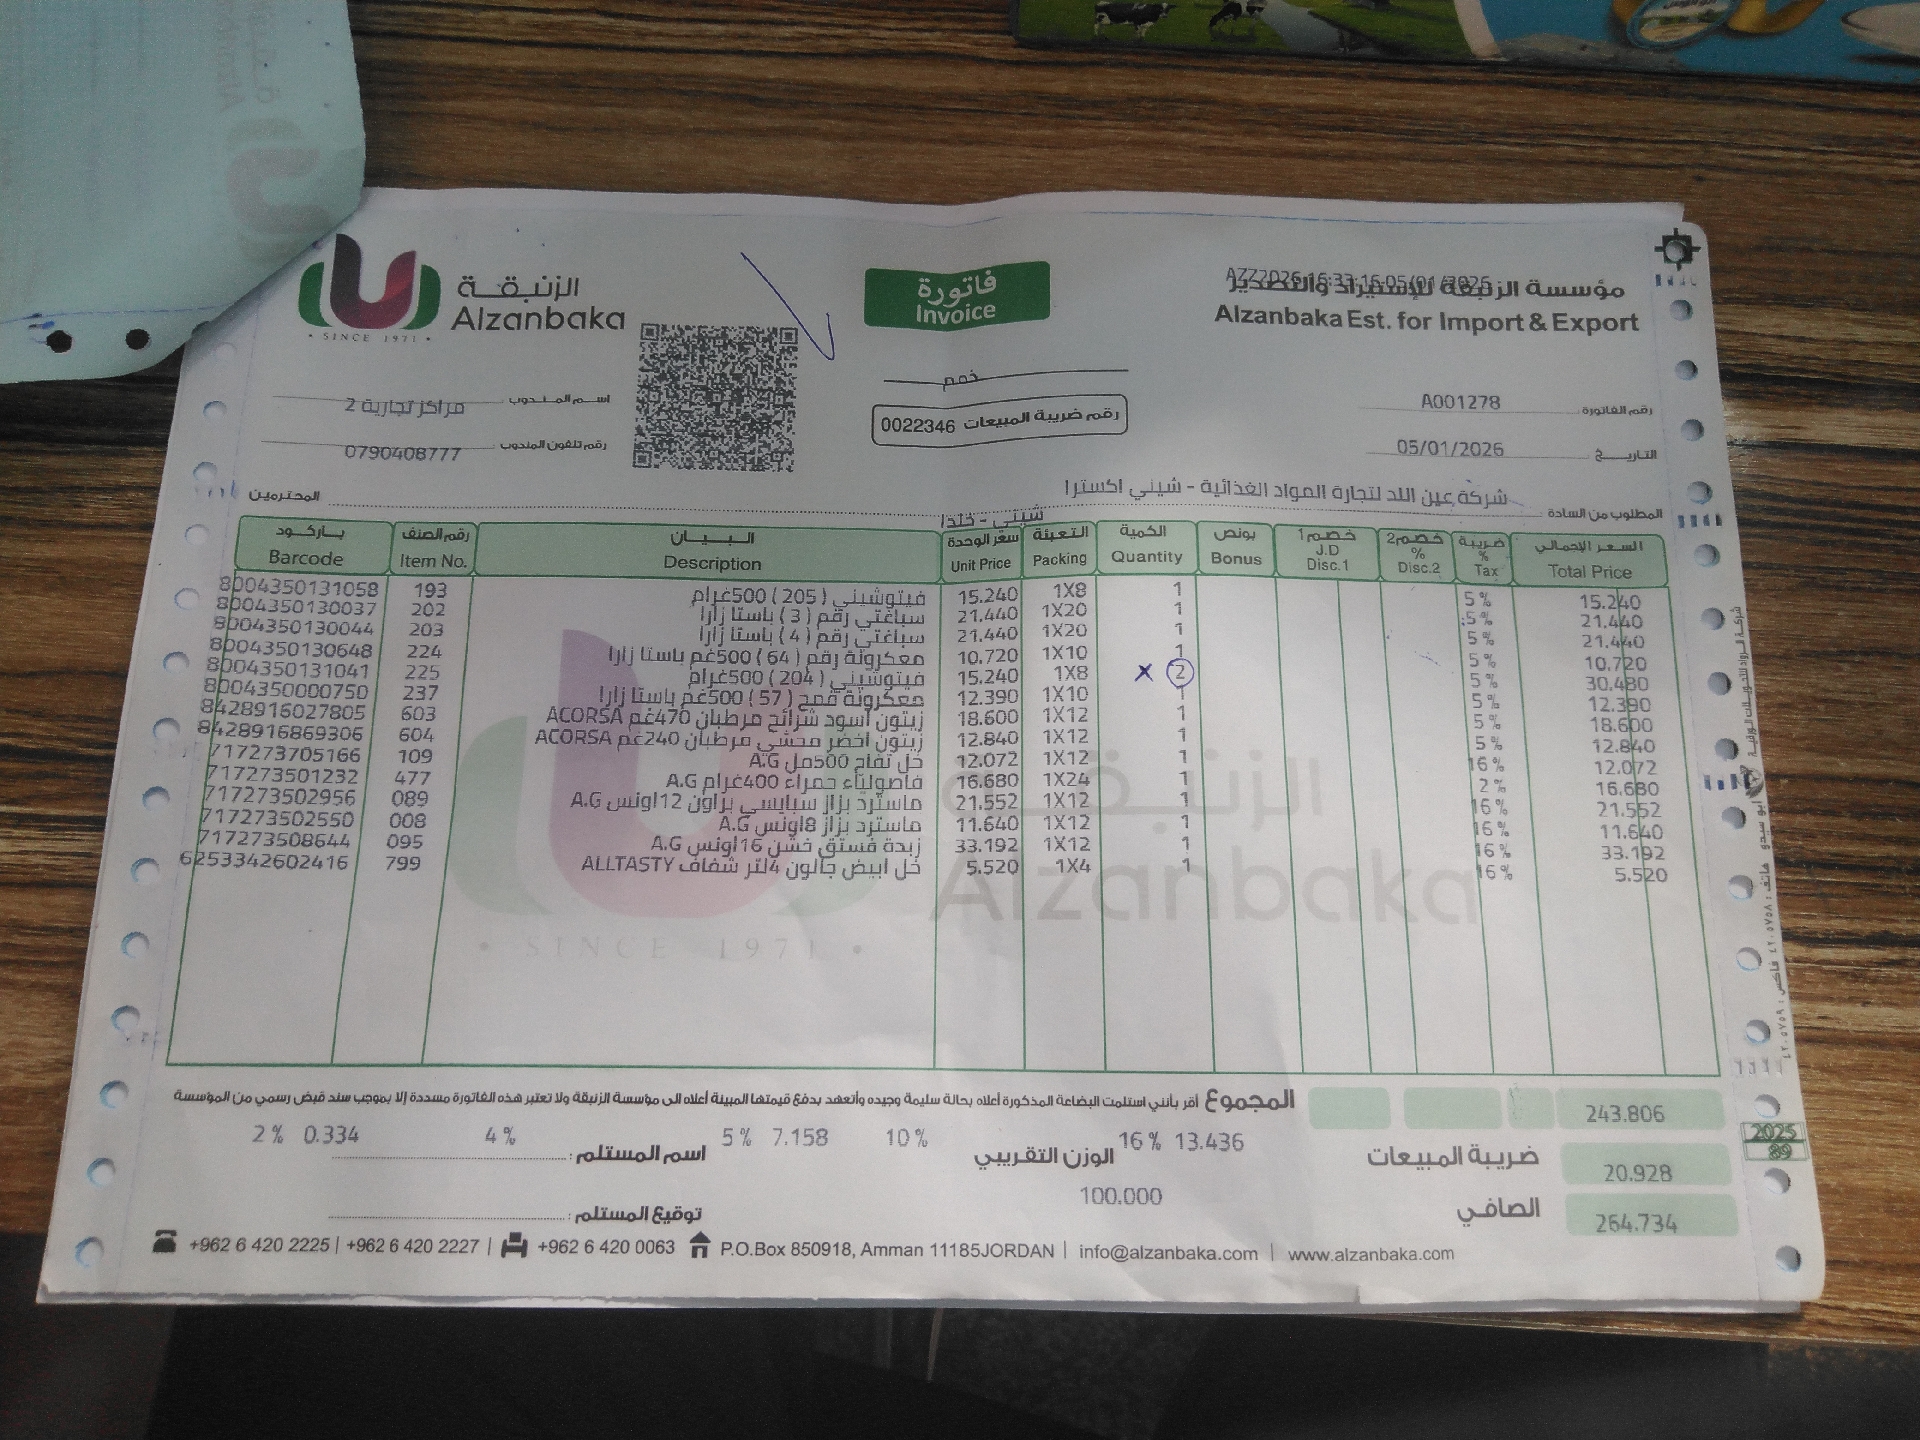 الزنبقة
Alzanbaka
• SINCE 1971 •
فاتورة
Invoice
AZZ2026:16:33:16:05/01/2026
مؤسسة الزنبقة للإستيراد والتصدير
Alzanbaka Est. for Import & Export
اسم المندوب مراكز تجارية 2
رقم تلفون المندوب 0790408777
ذمم
رقم ضريبة المبيعات 0022346
رقم الفاتورة A001278
التاريخ 05/01/2026
المطلوب من السادة شركة عين اللد لتجارة المواد الغذائية - شيني اكسترا المحترمين
شيني - خلدا
باركود رقم الصنف البيان سعر الوحدة التعبئة الكمية بونص خصم1 خصم2 ضريبة السعر الإجمالي
Barcode Item No. Description Unit Price Packing Quantity Bonus J.D Disc.1 % Disc.2 % Tax Total Price
8004350131058 193 فيتوشيني ( 205 ) 500غرام 15.240 1X8 1 5% 15.240
8004350130037 202 سباغتي رقم ( 3 ) باستا زارا 21.440 1X20 1 5% 21.440
8004350130044 203 سباغتي رقم ( 4 ) باستا زارا 21.440 1X20 1 5% 21.440
8004350130648 224 معكرونة رقم ( 64 ) 500غم باستا زارا 10.720 1X10 1 5% 10.720
8004350131041 225 فيتوشيني ( 204 ) 500غرام 15.240 1X8 x 2 5% 30.480
8004350000750 237 معكرونة قمح ( 57 ) 500غم باستا زارا 12.390 1X10 1 5% 12.390
8428916027805 603 زيتون أسود شرائح مرطبان 470غم ACORSA 18.600 1X12 1 5% 18.600
8428916869306 604 زيتون اخضر محشي مرطبان 240غم ACORSA 12.840 1X12 1 5% 12.840
717273705166 109 خل تفاح 500مل A.G 12.072 1X12 1 16% 12.072
717273501232 477 فاصولياء حمراء 400غرام A.G 16.680 1X24 1 2% 16.680
717273502956 089 ماسترد بزاز سبايسي براون 12اونس A.G 21.552 1X12 1 16% 21.552
717273502550 008 ماسترد بزاز 8اونس A.G 11.640 1X12 1 16% 11.640
717273508644 095 زبدة فستق خشن 16اونس A.G 33.192 1X12 1 16% 33.192
6253342602416 799 خل ابيض جالون 4لتر شفاف ALLTASTY 5.520 1X4 1 16% 5.520
الزنبقة
Alzanbaka
• SINCE 1971 •
المجموع أقر بأنني استلمت البضاعة المذكورة أعلاه بحالة سليمة وجيده وأتعهد بدفع قيمتها المبينة أعلاه الى مؤسسة الزنبقة ولا تعتبر هذه الفاتورة مسددة إلا بموجب سند قبض رسمي من المؤسسة
243.806
2% 0.334 4% 5% 7.158 10% 16% 13.436
ضريبة المبيعات 20.928
الوزن التقريبي 100.000
اسم المستلم :
الصافي 264.734
توقيع المستلم :
2025
89
+962 6 420 2225 | +962 6 420 2227 | +962 6 420 0063 P.O.Box 850918, Amman 11185JORDAN | info@alzanbaka.com | www.alzanbaka.com